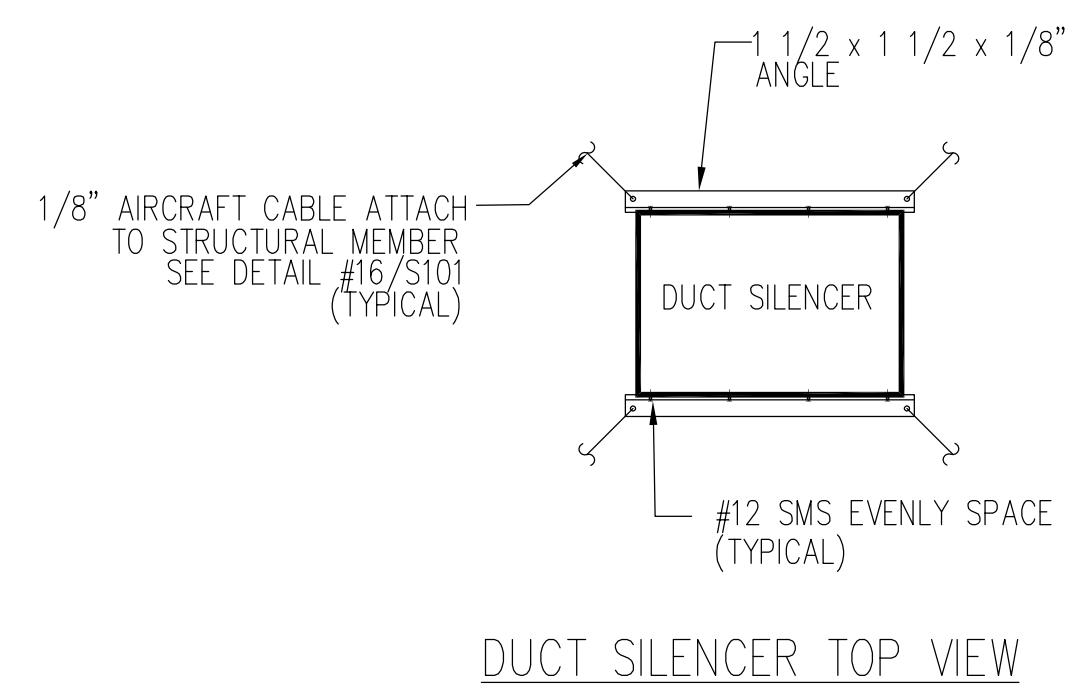 1 1/2 x 1 1/2 x 1/8”
ANGLE
1/8” AIRCRAFT CABLE ATTACH
TO STRUCTURAL MEMBER
SEE DETAIL #16/S101
(TYPICAL)
DUCT SILENCER
#12 SMS EVENLY SPACE
(TYPICAL)
DUCT SILENCER TOP VIEW